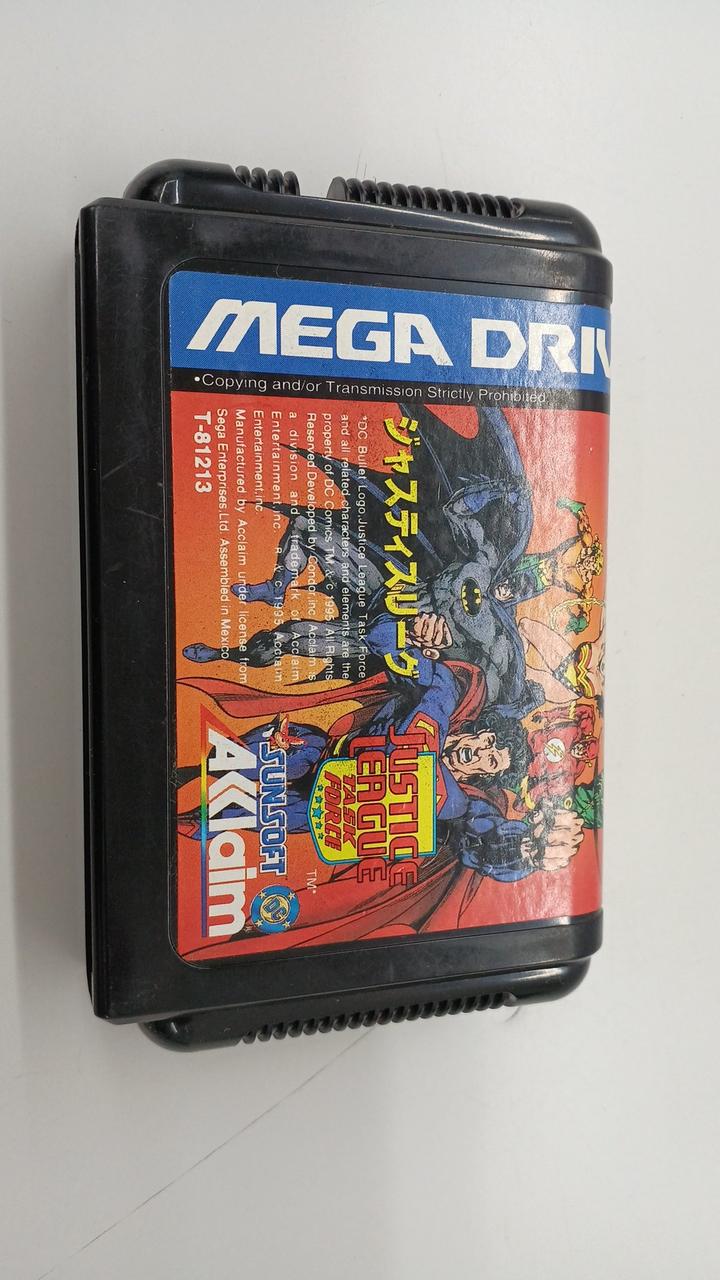 MEGA DRIV
•Copying and/or Transmission Strictly Prohibited.
ジャスティスリーグ
*DC Bullet Logo,Justice League Task Force
and all related characters and elements are the
property of DC Comics TM & c 1995. All Rights
Reserved.Developed by Condor,inc. Acclaim is
a division and trademark of Acclaim
Entertainment,inc. R & c 1995 Acclaim
Entertainment,inc.
Manufactured by Acclaim under license from
Sega Enterprises,Ltd. Assembled in Mexico
T-81213
JUSTICE
LEAGUE
TASK
FORCE
TM*
SUNSOFT
DC
AKlaim